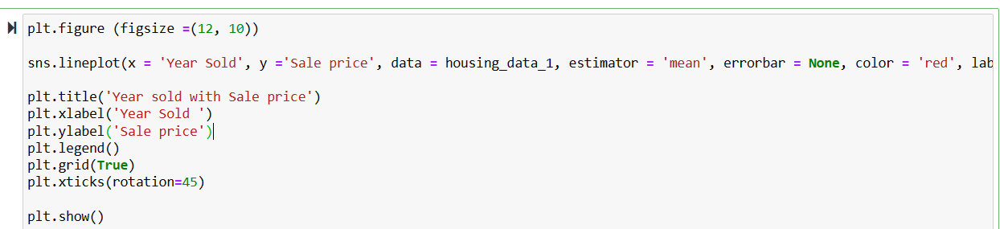 plt.figure (figsize =(12, 10))
sns.lineplot(x = 'Year Sold', y ='Sale price', data = housing_data_1, estimator = 'mean', errorbar = None, color = 'red', lab
plt.title('Year sold with Sale price')
plt.xlabel('Year Sold ')
plt.ylabel('Sale price')
plt.legend()
plt.grid(True)
plt.xticks(rotation=45)
plt.show()